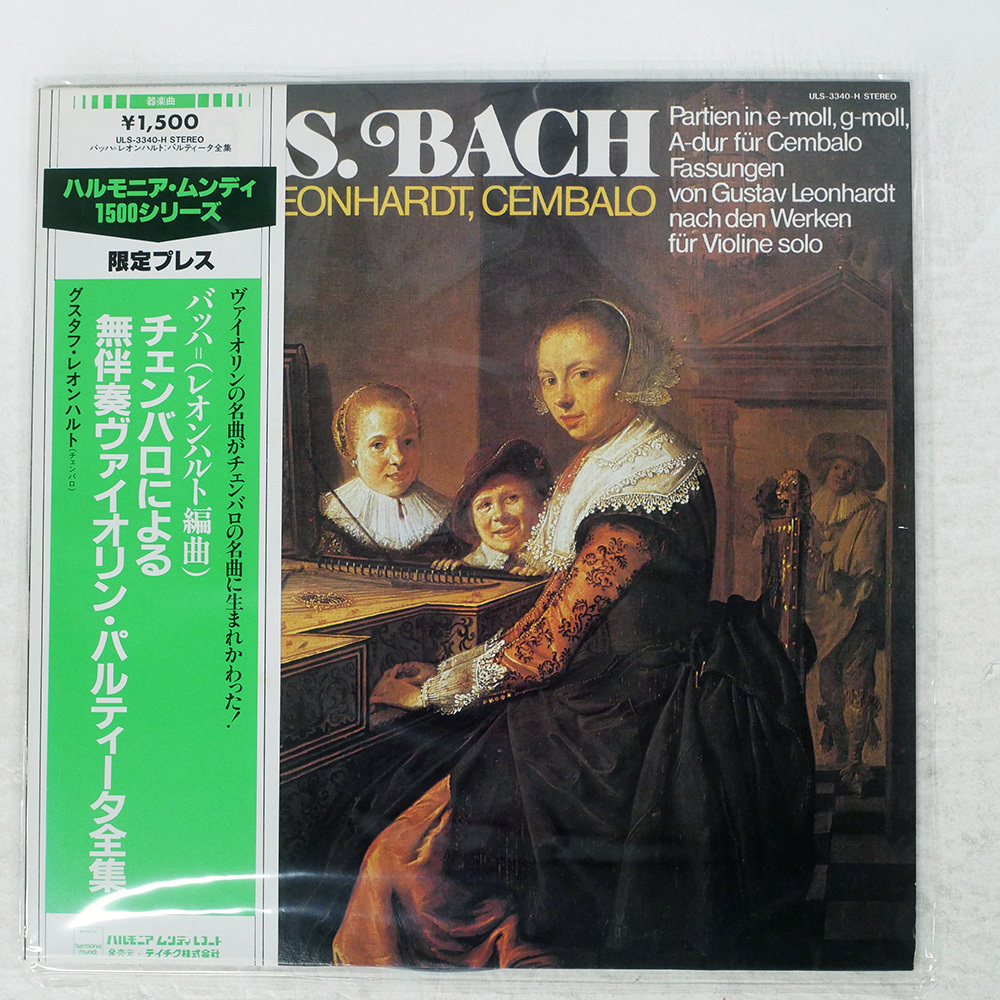 器楽曲
¥1,500
ULS-3340-H STEREO
バッハ=レオンハルト:パルティータ全集
ハルモニア・ムンディ
1500シリーズ
限定プレス
ヴァイオリンの名曲がチェンバロの名曲に生まれかわった!
バッハ=(レオンハルト編曲)
チェンバロによる
無伴奏ヴァイオリン・パルティータ全集
グスタフ・レオンハルト(チェンバロ)
harmonia
mundi
ハルモニア ムンディ レコード
発売元・テイチク株式会社
ULS-3340-H STEREO
S. BACH
EONHARDT, CEMBALO
Partien in e-moll, g-moll,
A-dur für Cembalo
Fassungen
von Gustav Leonhardt
nach den Werken
für Violine solo